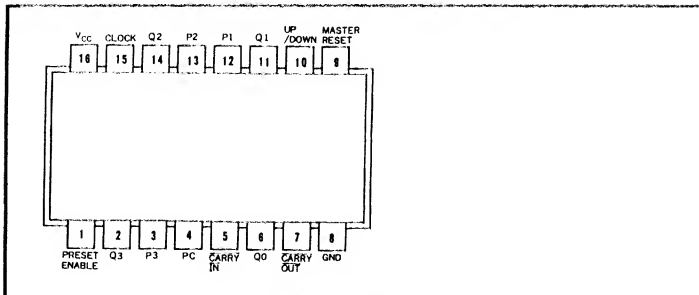 UP MASTER
VCC CLOCK Q2 P2 P1 Q1 /DOWN RESET
16 15 14 13 12 11 10 9
1 2 3 4 5 6 7 8
PRESET Q3 P3 PC CARRY Q0 CARRY GND
ENABLE IN OUT